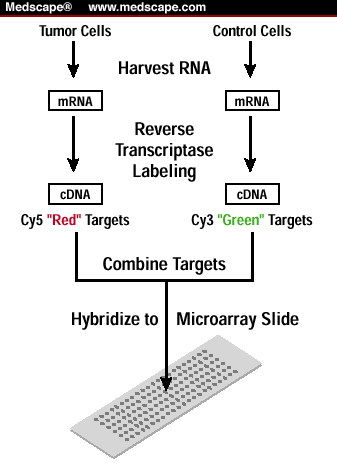 Medscape® www.medscape.com
Tumor Cells Control Cells
Harvest RNA
mRNA mRNA
Reverse
Transcriptase
Labeling
cDNA cDNA
Cy5 "Red" Targets Cy3 "Green" Targets
Combine Targets
Hybridize to Microarray Slide